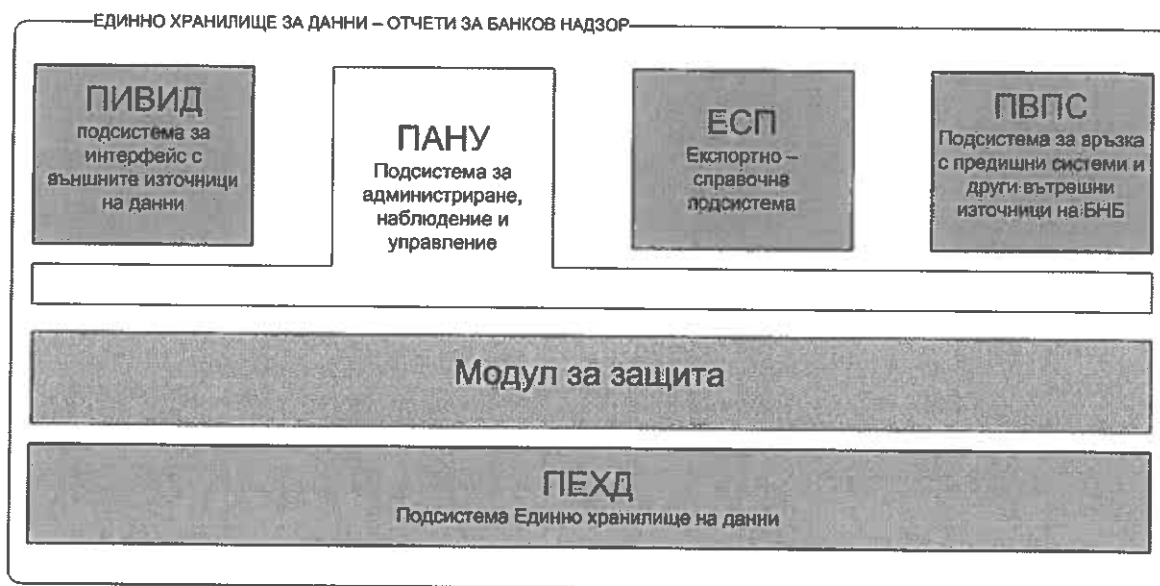 ЕДИННО ХРАНИЛИЩЕ ЗА ДАННИ – ОТЧЕТИ ЗА БАНКОВ НАДЗОР
ПИВИД
подсистема за
интерфейс с
външните източници
на данни
ПАНУ
Подсистема за
администриране,
наблюдение и
управление
ЕСП
Експортно –
справочна
подсистема
ПВПС
Подсистема за връзка
с предишни системи и
други вътрешни
източници на БНБ
Модул за защита
ПЕХД
Подсистема Единно хранилище на данни